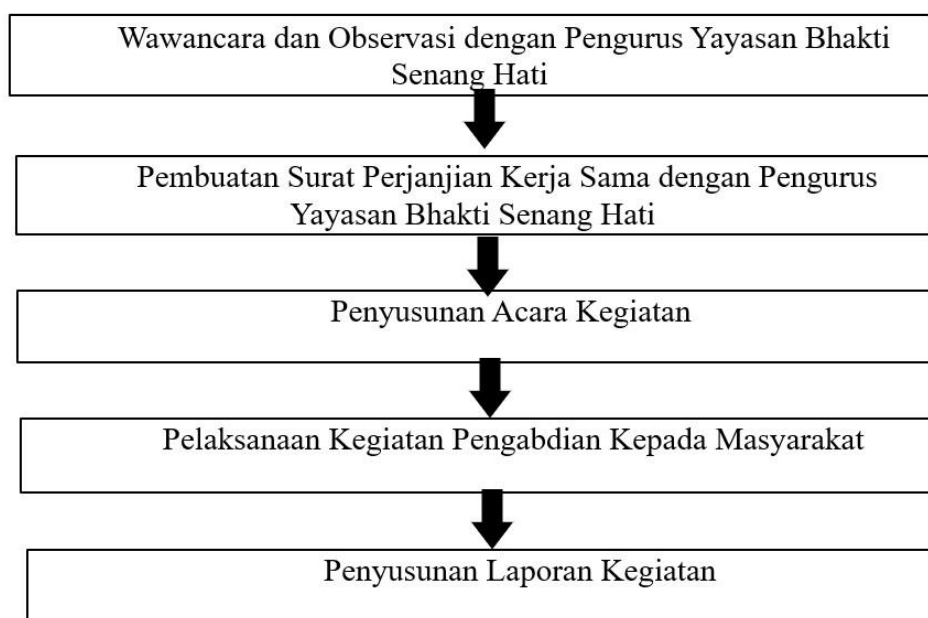 Wawancara dan Observasi dengan Pengurus Yayasan Bhakti
Senang Hati
Pembuatan Surat Perjanjian Kerja Sama dengan Pengurus
Yayasan Bhakti Senang Hati
Penyusunan Acara Kegiatan
Pelaksanaan Kegiatan Pengabdian Kepada Masyarakat
Penyusunan Laporan Kegiatan